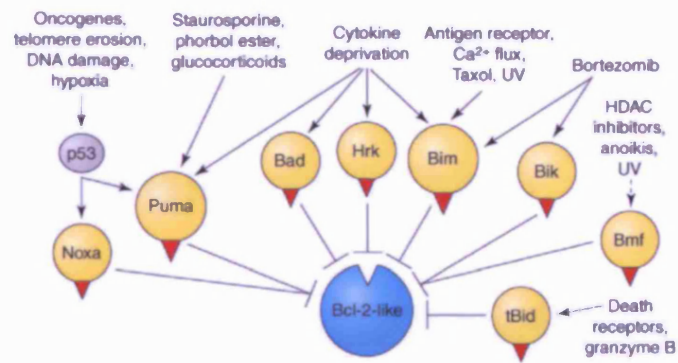 Oncogenes,
telomere erosion,
DNA damage,
hypoxia
Staurosporine,
phorbol ester,
glucocorticoids
Cytokine
deprivation
Antigen receptor,
Ca²⁺ flux,
Taxol, UV
Bortezomib
HDAC
inhibitors,
anoikis,
UV
p53
Puma
Noxa
Bad
Hrk
Bim
Bik
Bmf
Bcl-2-like
tBid
Death
receptors,
granzyme B